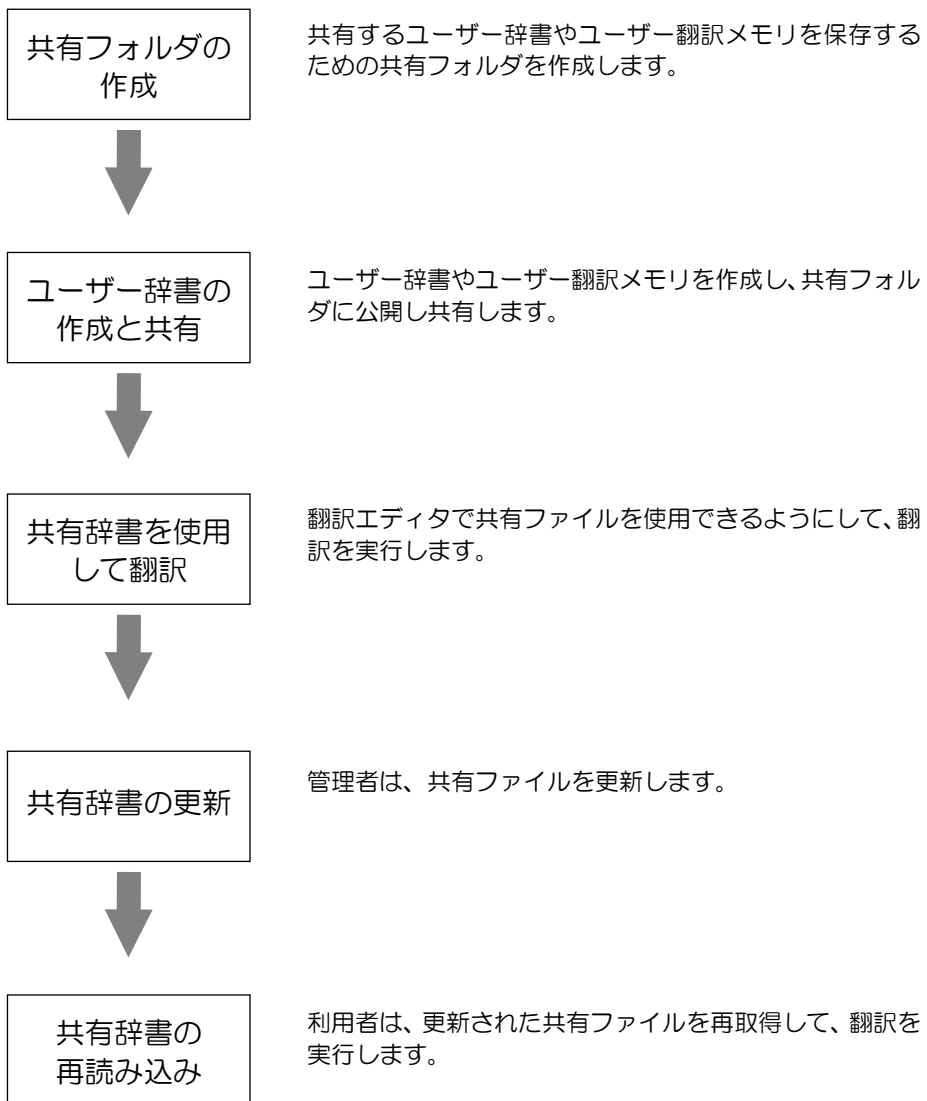 共有フォルダの
作成
共有するユーザー辞書やユーザー翻訳メモリを保存する
ための共有フォルダを作成します。
ユーザー辞書の
作成と共有
ユーザー辞書やユーザー翻訳メモリを作成し、共有フォル
ダに公開し共有します。
共有辞書を使用
して翻訳
翻訳エディタで共有ファイルを使用できるようにして、翻
訳を実行します。
共有辞書の更新
管理者は、共有ファイルを更新します。
共有辞書の
再読み込み
利用者は、更新された共有ファイルを再取得して、翻訳を
実行します。